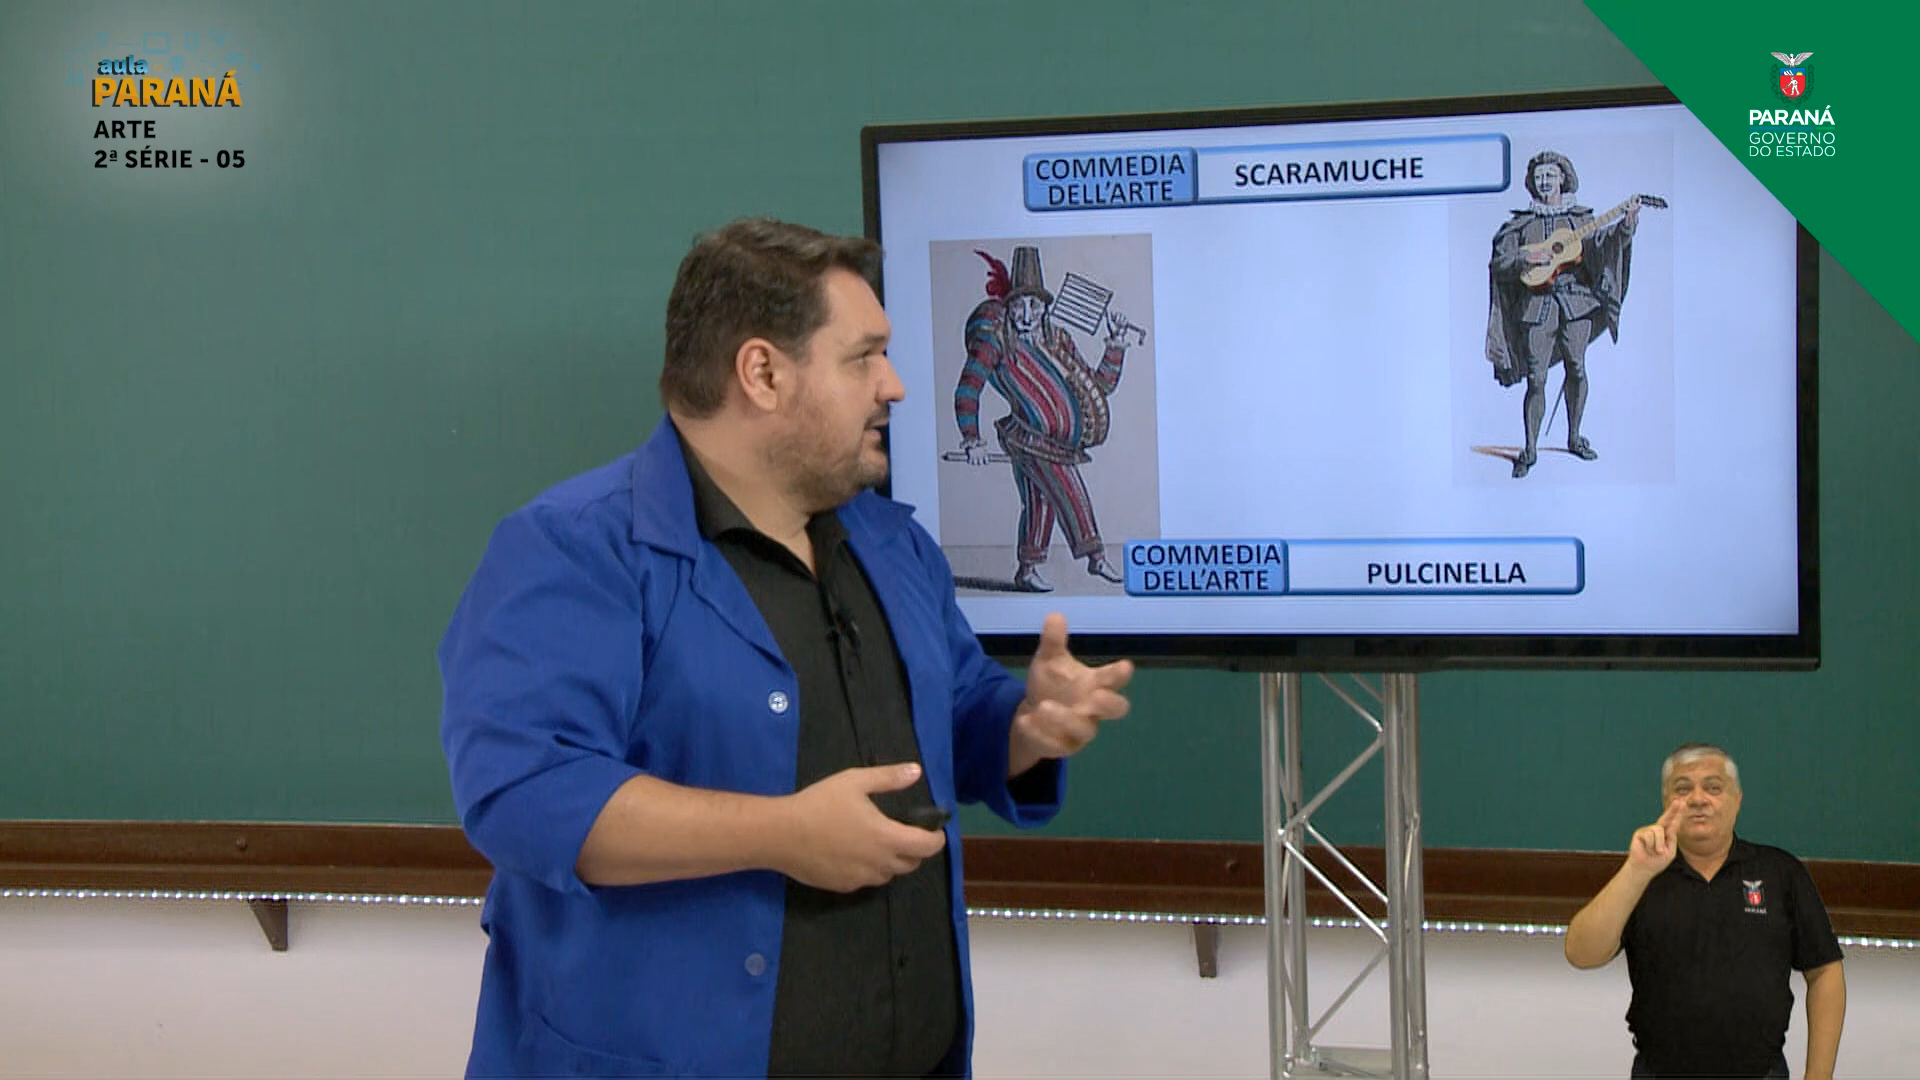 aula
PARANÁ
ARTE
2ª SÉRIE - 05
COMMEDIA
DELL'ARTE
SCARAMUCHE
COMMEDIA
DELL'ARTE
PULCINELLA
PARANÁ
GOVERNO
DO ESTADO